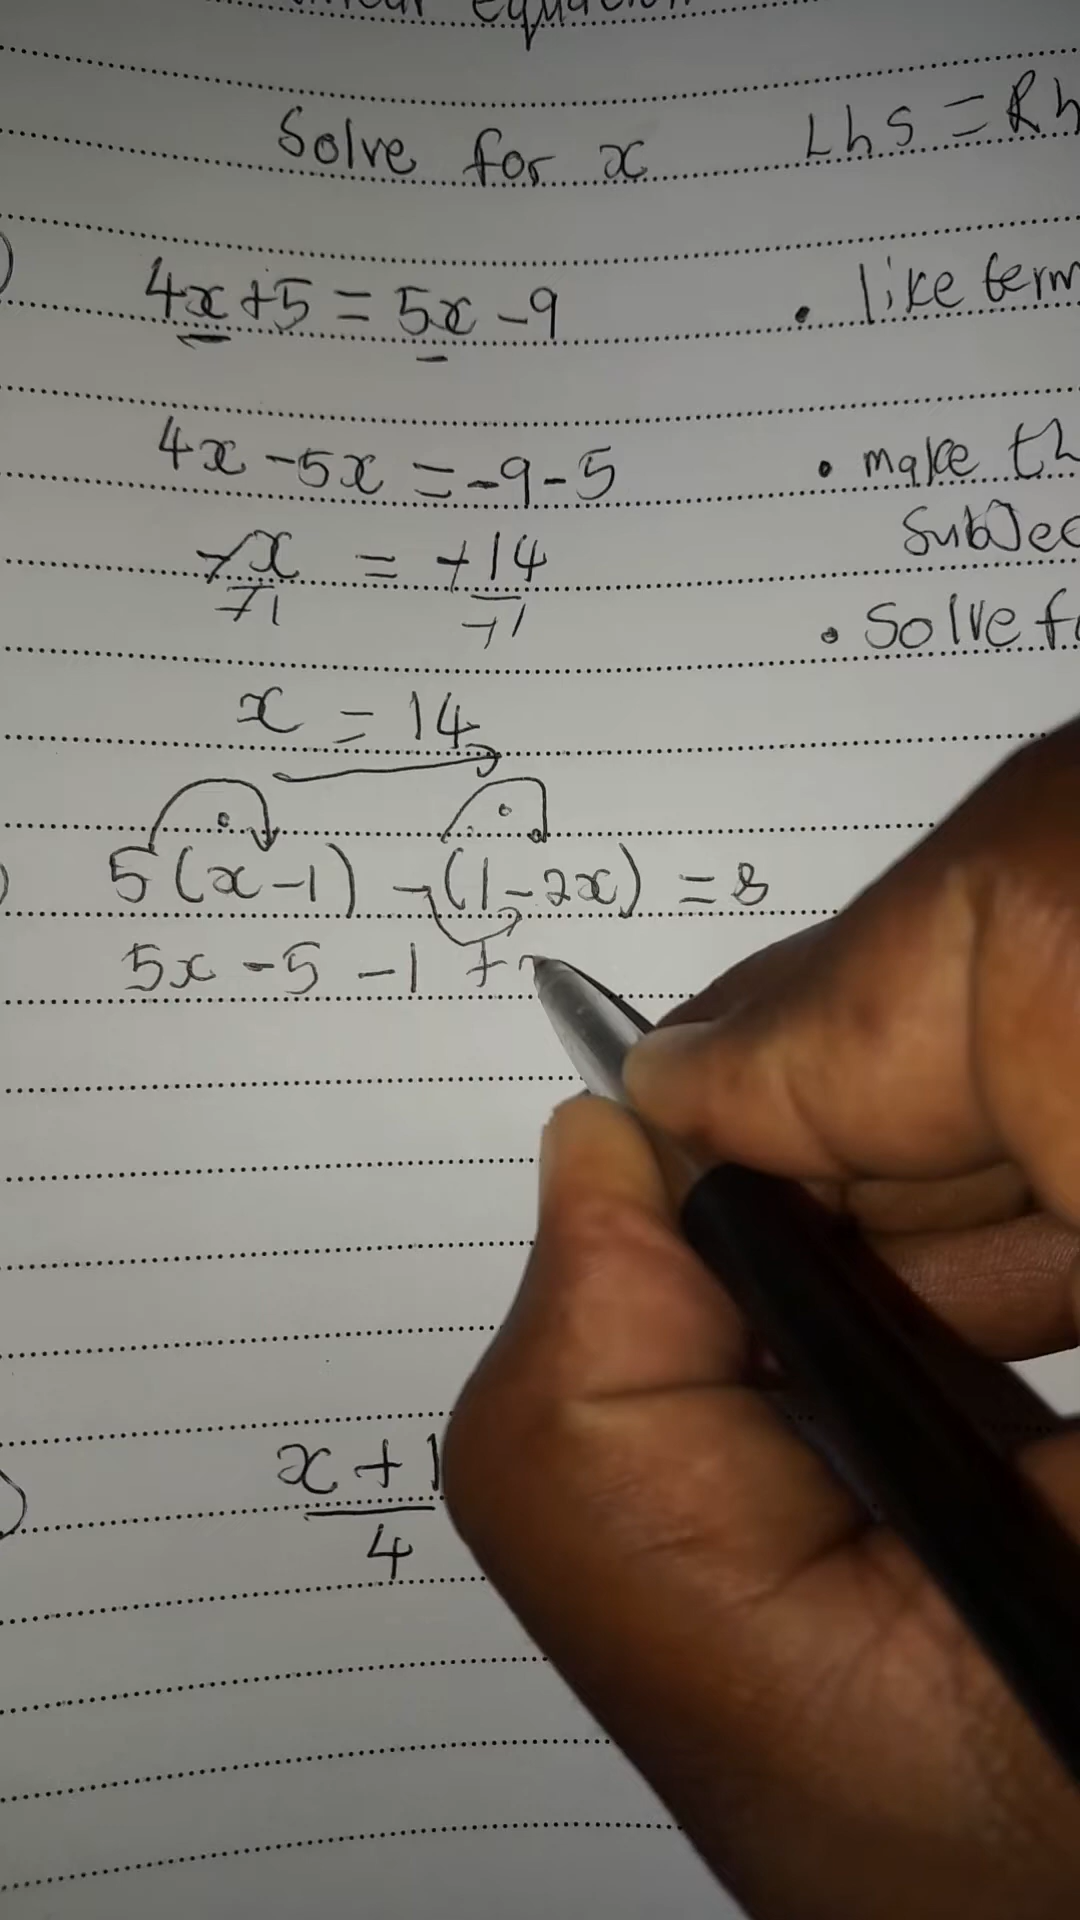 equation
Solve for x LhS = Rh
4x+5 = 5x-9 • like term
4x-5x = -9-5 • make th
-x = -14 Subjec
-1 -1 • Solve f
x = 14
5(x-1) -(1-2x) = 8
5x-5-1+
x+1
4